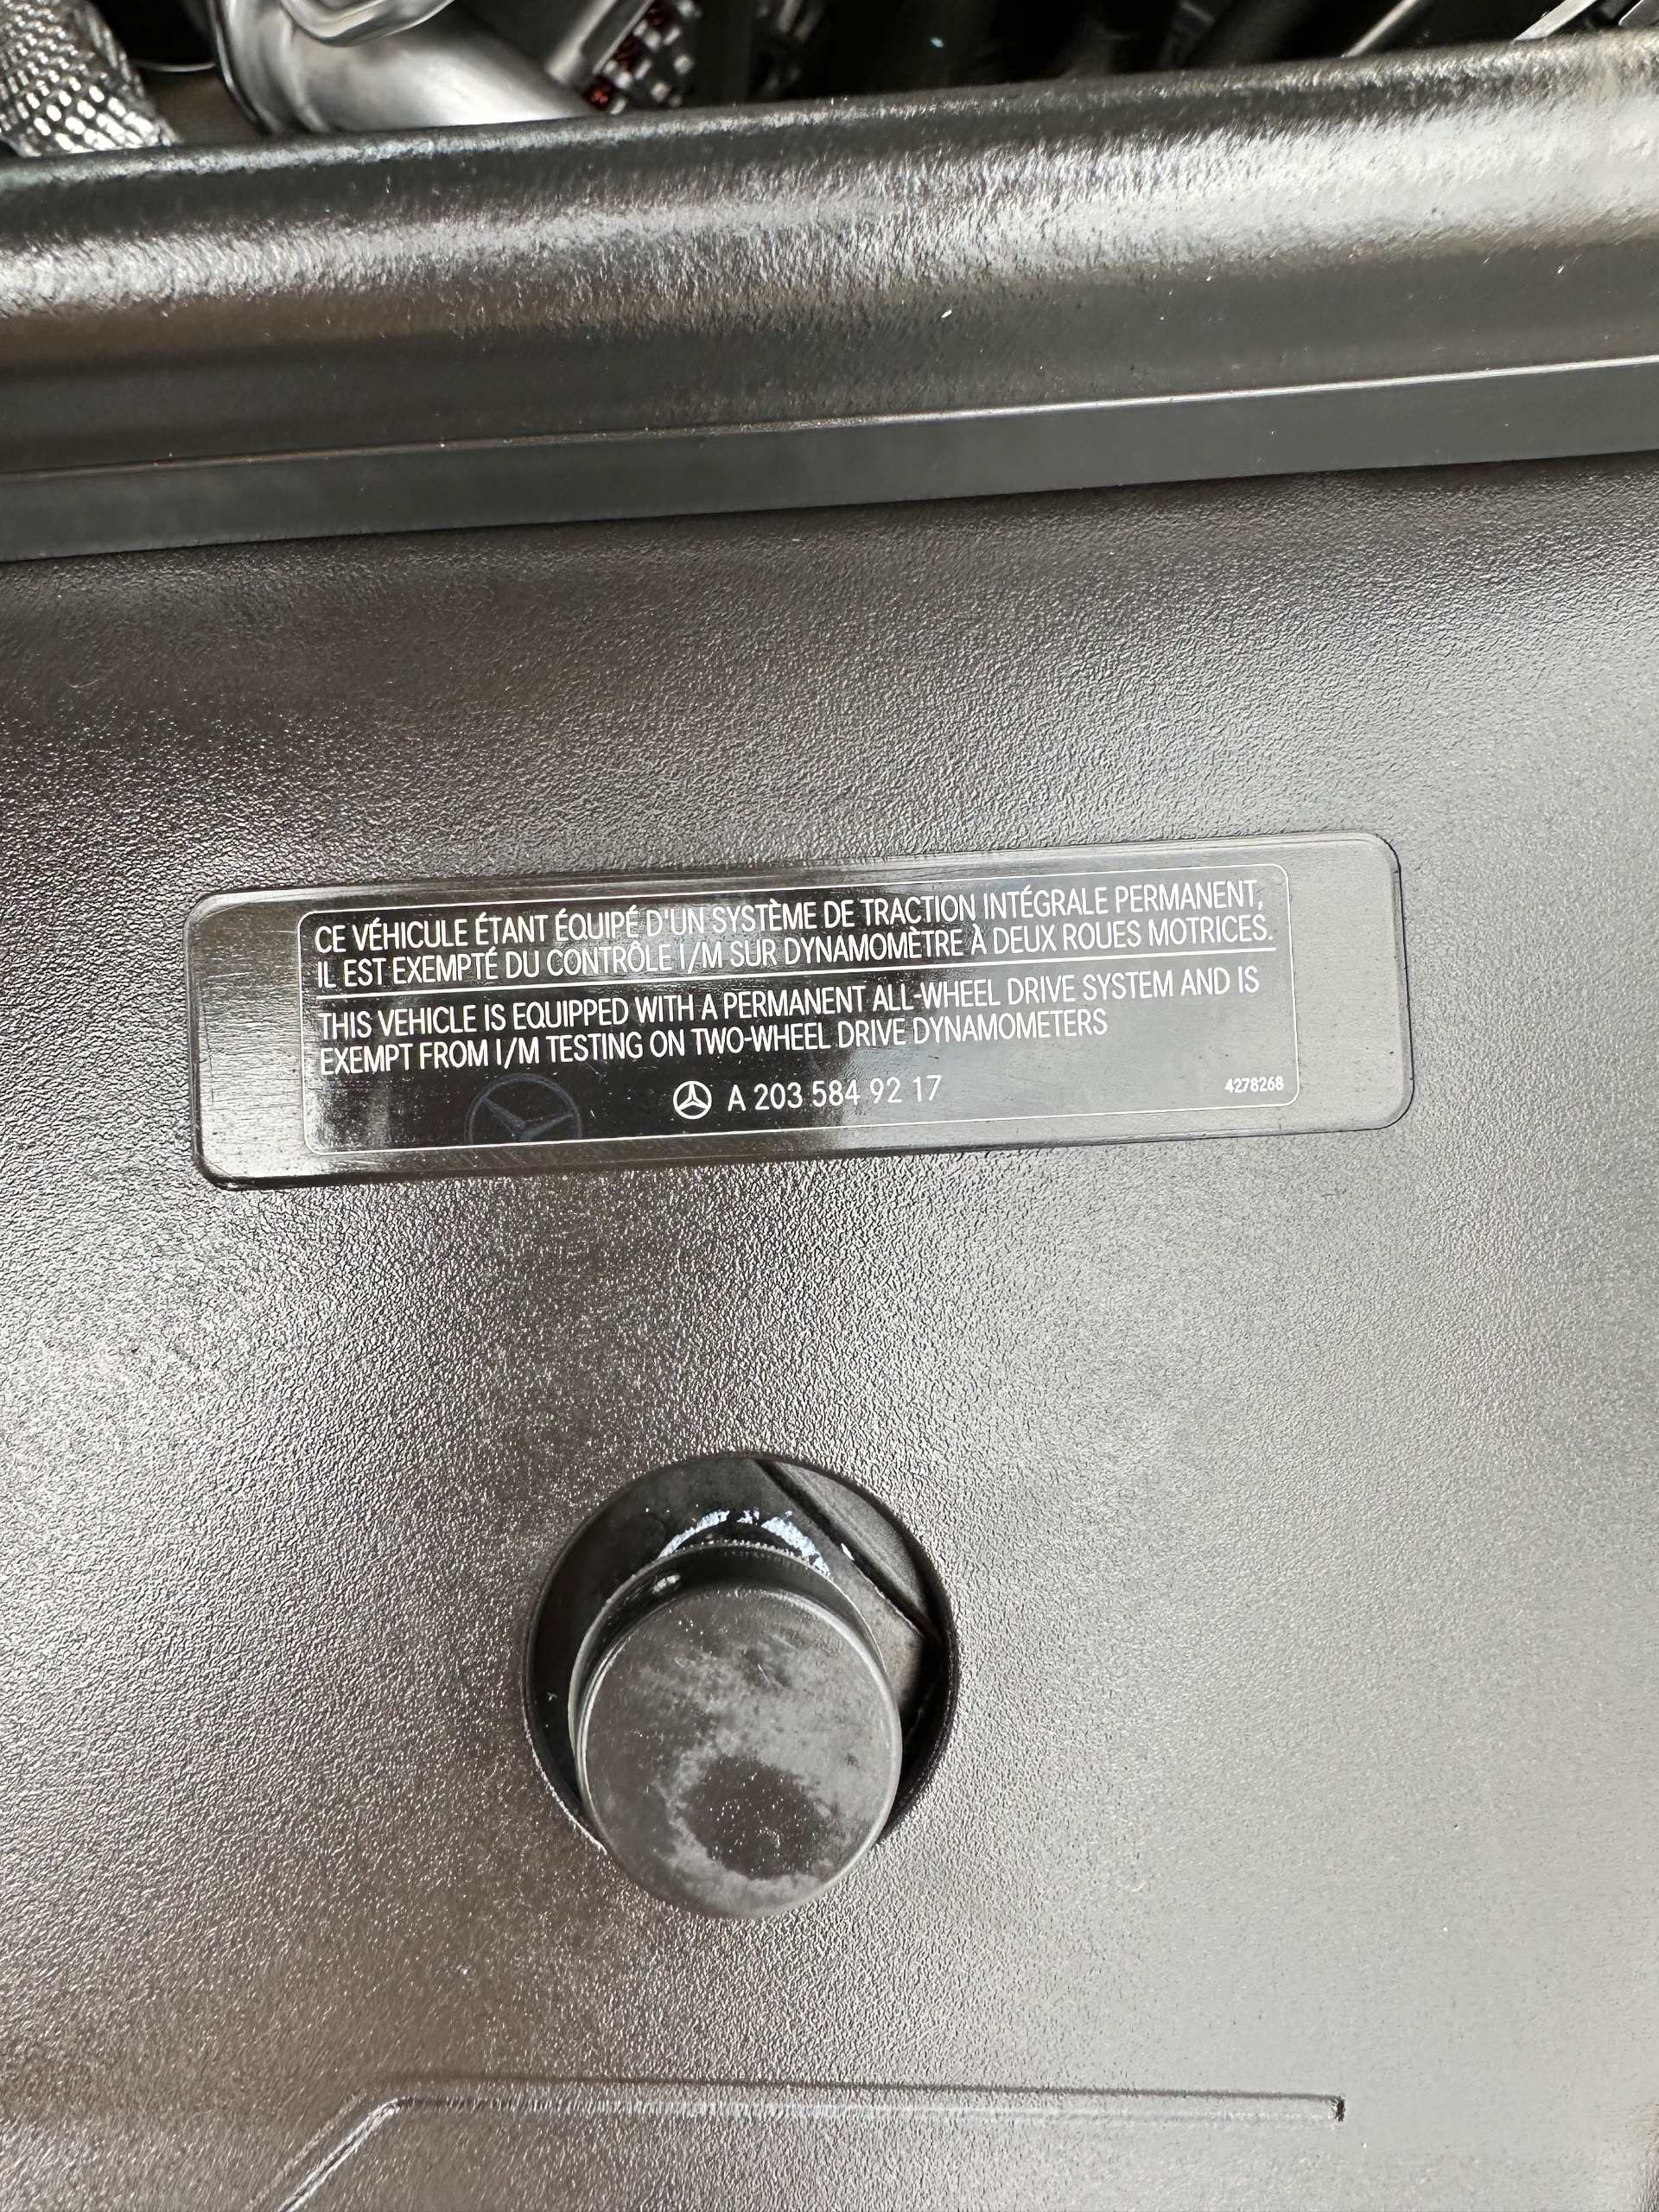 CE VÉHICULE ÉTANT ÉQUIPÉ D'UN SYSTÈME DE TRACTION INTÉGRALE PERMANENT,
IL EST EXEMPTÉ DU CONTRÔLE I/M SUR DYNAMOMÈTRE À DEUX ROUES MOTRICES.
THIS VEHICLE IS EQUIPPED WITH A PERMANENT ALL-WHEEL DRIVE SYSTEM AND IS
EXEMPT FROM I/M TESTING ON TWO-WHEEL DRIVE DYNAMOMETERS
A 203 584 92 17
4278268